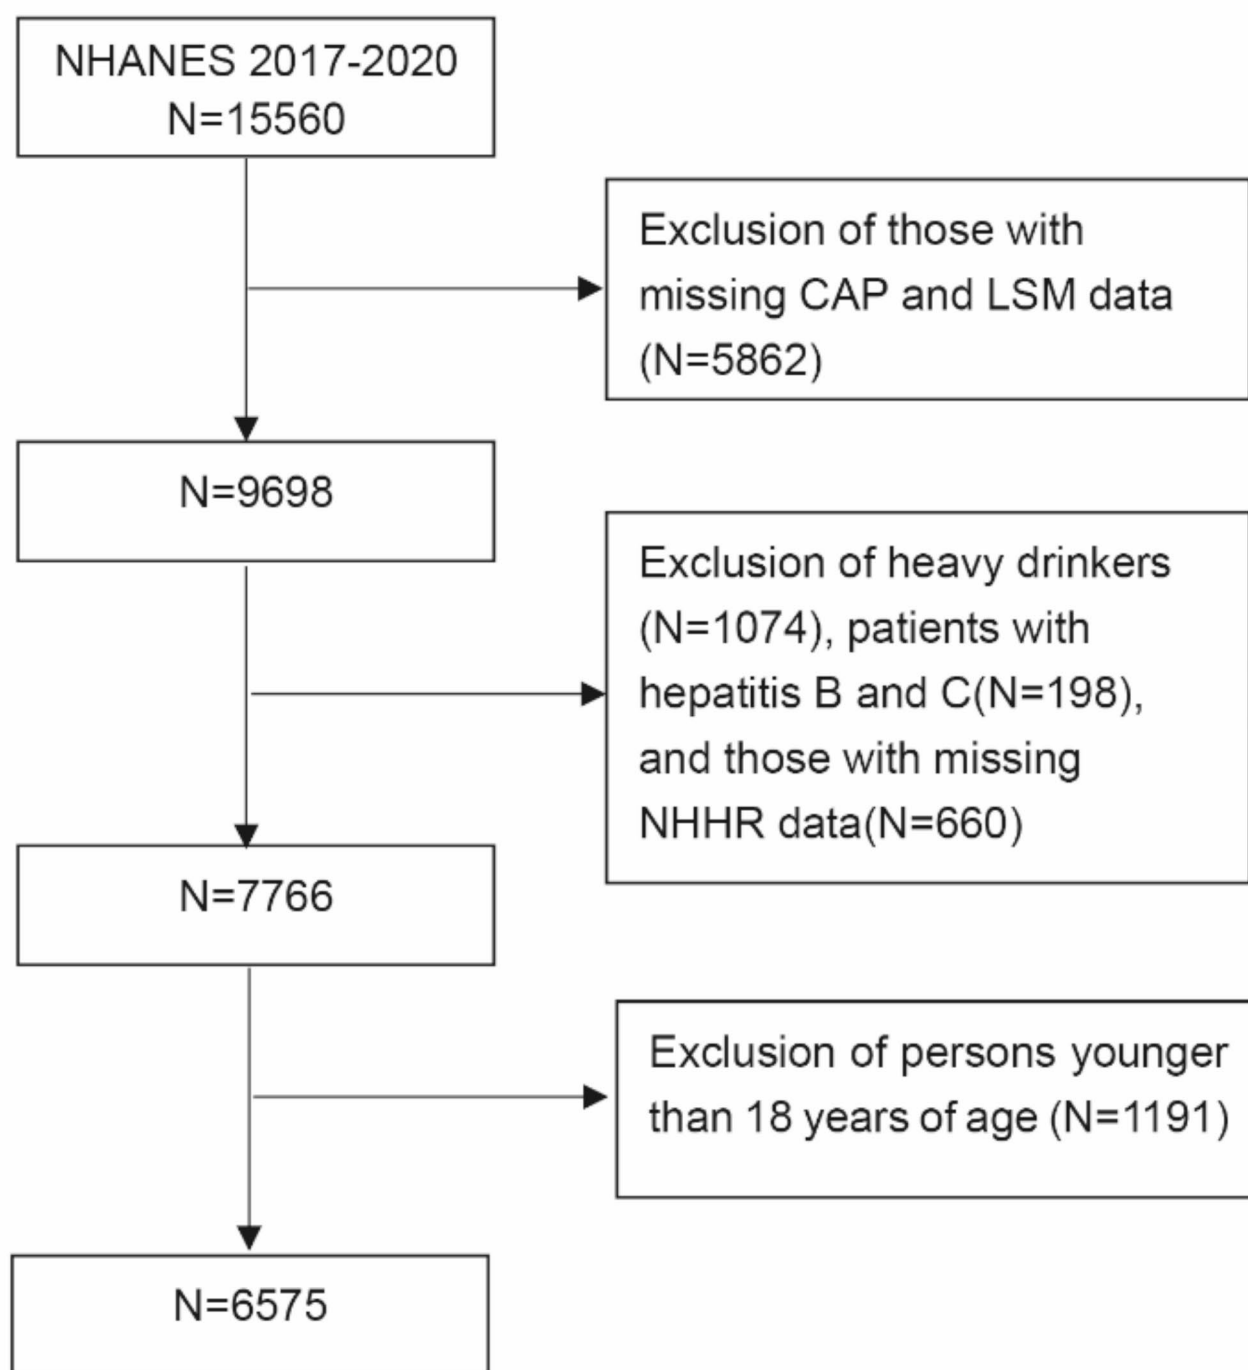 NHANES 2017-2020
N=15560
Exclusion of those with
missing CAP and LSM data
(N=5862)
N=9698
Exclusion of heavy drinkers
(N=1074), patients with
hepatitis B and C(N=198),
and those with missing
NHHR data(N=660)
N=7766
Exclusion of persons younger
than 18 years of age (N=1191)
N=6575